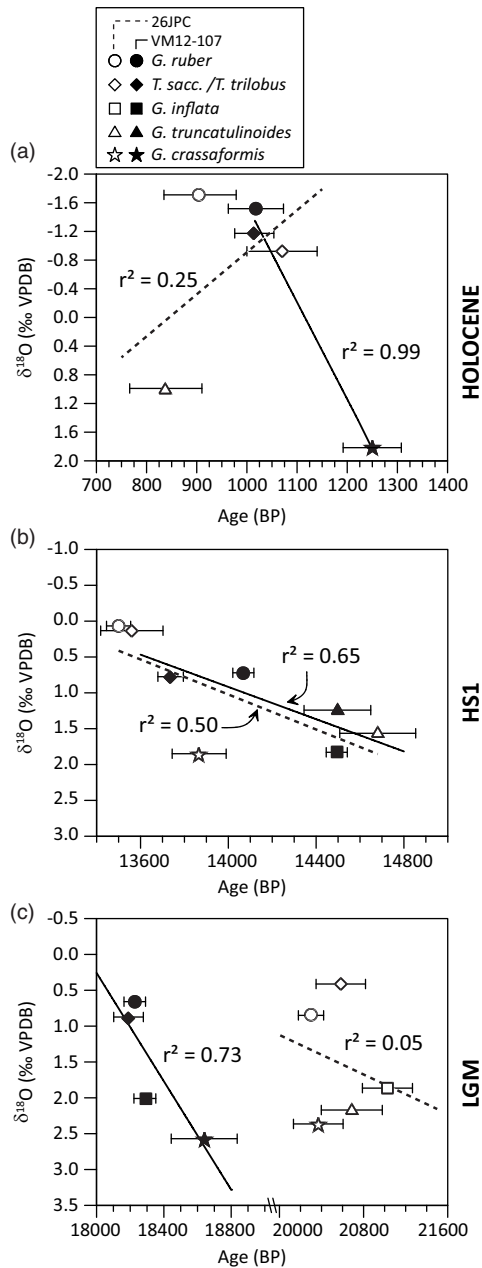 26JPC
VM12-107
G. ruber
T. sacc. /T. trilobus
G. inflata
G. truncatulinoides
G. crassaformis
(a)
-2.0
-1.6
-1.2
-0.8
-0.4
0.0
0.4
0.8
1.2
1.6
2.0
δ¹⁸O (‰ VPDB)
r² = 0.25
r² = 0.99
HOLOCENE
700 800 900 1000 1100 1200 1300 1400
Age (BP)
(b)
-1.0
-0.5
0.0
0.5
1.0
1.5
2.0
2.5
3.0
δ¹⁸O (‰ VPDB)
r² = 0.65
r² = 0.50
HS1
13600 14000 14400 14800
Age (BP)
(c)
-0.5
0.0
0.5
1.0
1.5
2.0
2.5
3.0
3.5
δ¹⁸O (‰ VPDB)
r² = 0.73
r² = 0.05
LGM
18000 18400 18800 20000 21000 21600
Age (BP)